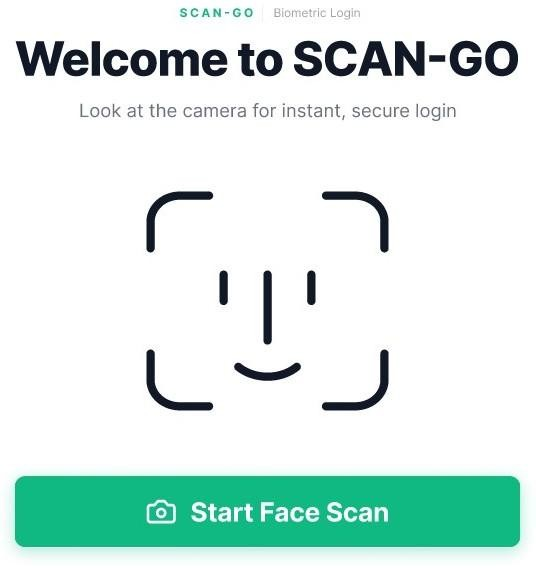 SCAN-GO Biometric Login
Welcome to SCAN-GO
Look at the camera for instant, secure login
Start Face Scan